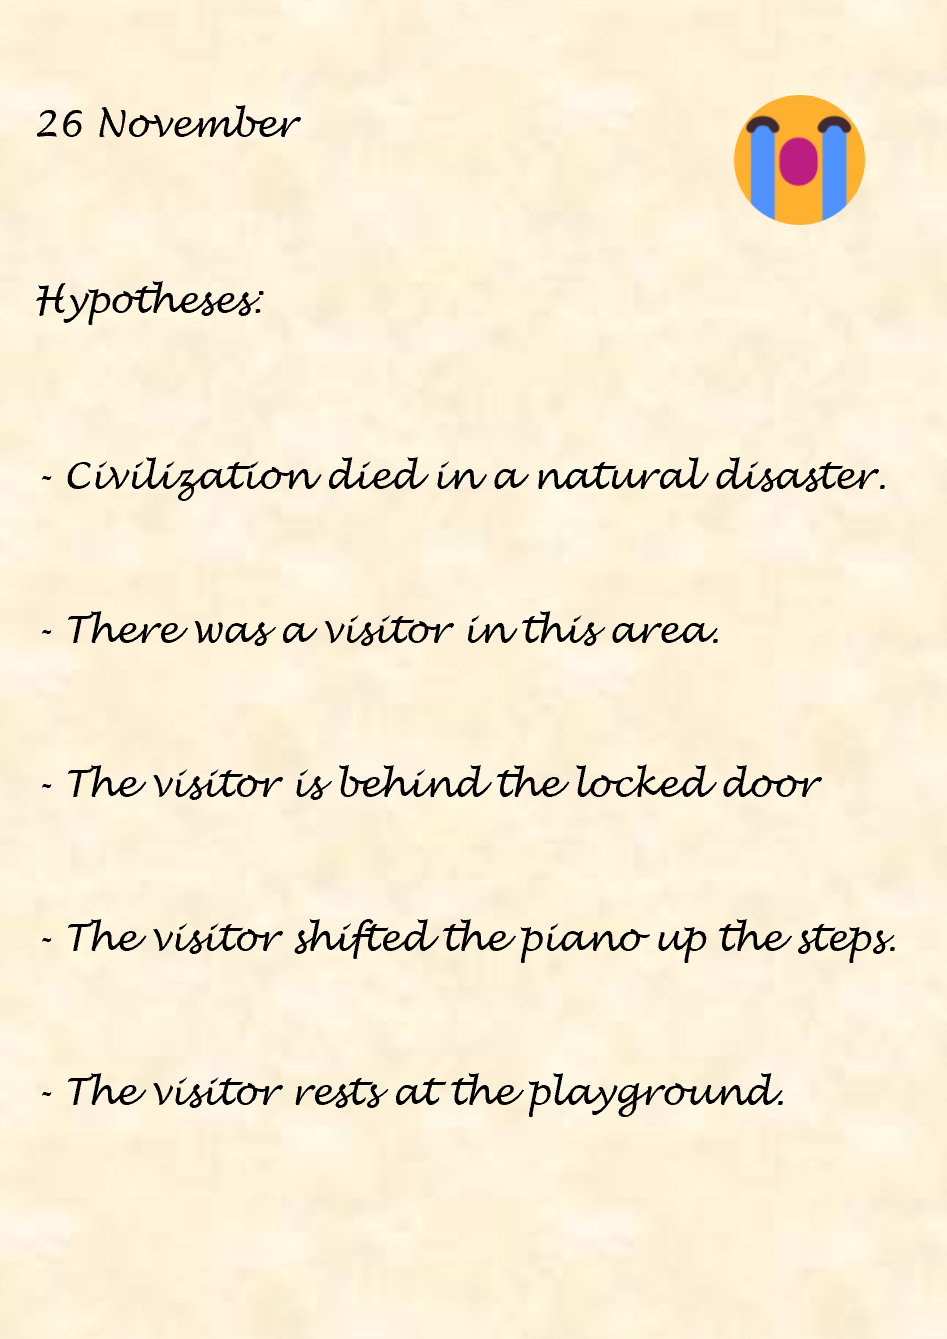 26 November
Hypotheses:
- Civilization died in a natural disaster.
- There was a visitor in this area.
- The visitor is behind the locked door
- The visitor shifted the piano up the steps.
- The visitor rests at the playground.